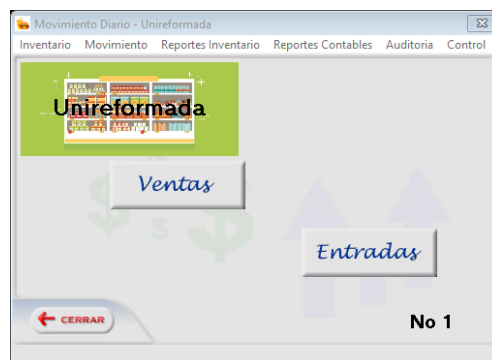 Movimiento Diario - Unireformada
Inventario Movimiento Reportes Inventario Reportes Contables Auditoria Control
Unireformada
Ventas
Entradas
CERRAR
No 1